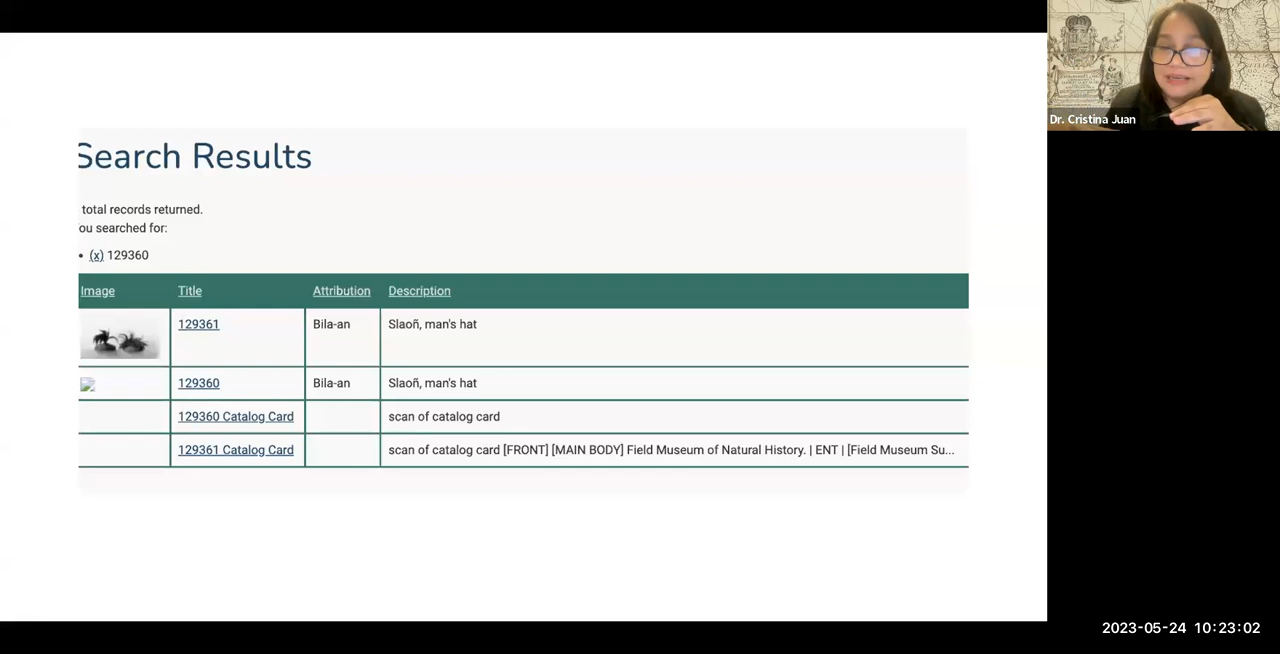 Dr. Cristina Juan
Search Results
total records returned.
ou searched for:
• (x) 129360
Image Title Attribution Description
129361 Bila-an Slaoñ, man's hat
129360 Bila-an Slaoñ, man's hat
129360 Catalog Card scan of catalog card
129361 Catalog Card scan of catalog card [FRONT] [MAIN BODY] Field Museum of Natural History. | ENT | [Field Museum Su...
2023-05-24 10:23:02